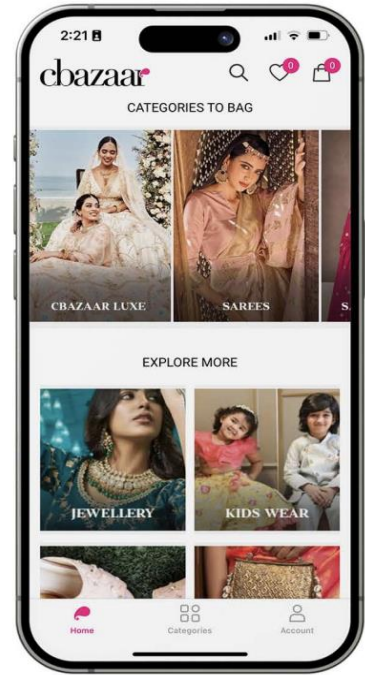 2:21
cbazaar
0
0
CATEGORIES TO BAG
CBAZAAR LUXE
SAREES
S
EXPLORE MORE
JEWELLERY
KIDS WEAR
Home
Categories
Account